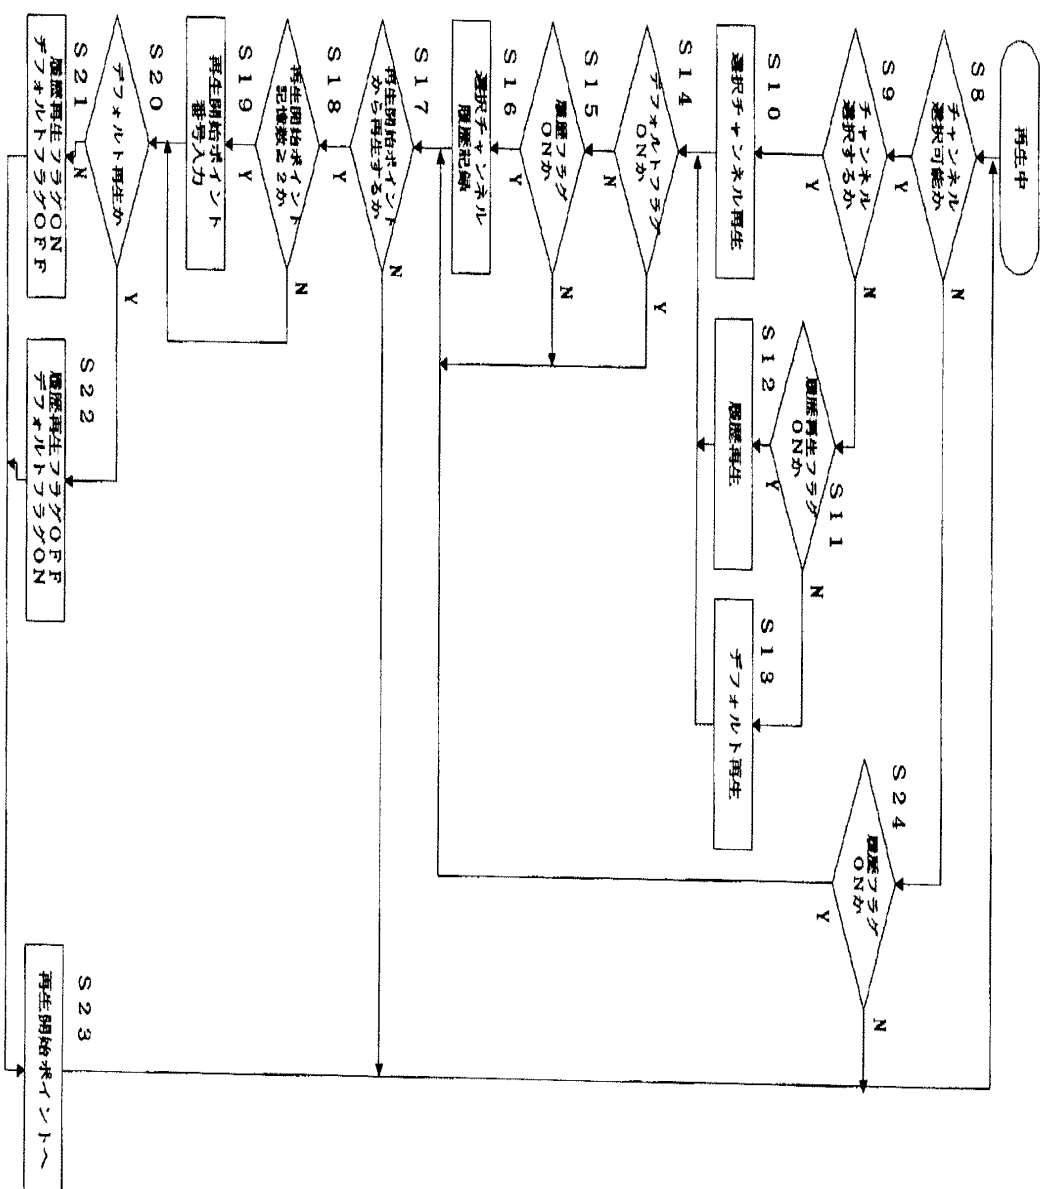 再生中
S8
チャンネル
選択可能か
Y
N
S9
チャンネル
選択するか
Y
N
S10
選択チャンネル再生
S11
履歴再生フラグ
ONか
Y
N
S12
履歴再生
S13
デフォルト再生
S14
デフォルトフラグ
ONか
N
Y
S15
履歴フラグ
ONか
Y
N
S16
選択チャンネル
履歴記録
S17
再生開始ポイント
から再生するか
Y
N
S18
再生開始ポイント
記憶数≧2か
Y
N
S19
再生開始ポイント
番号入力
S20
デフォルト再生か
N
Y
S21
履歴再生フラグON
デフォルトフラグOFF
S22
履歴再生フラグOFF
デフォルトフラグON
S23
再生開始ポイントへ
S24
履歴フラグ
ONか
Y
N